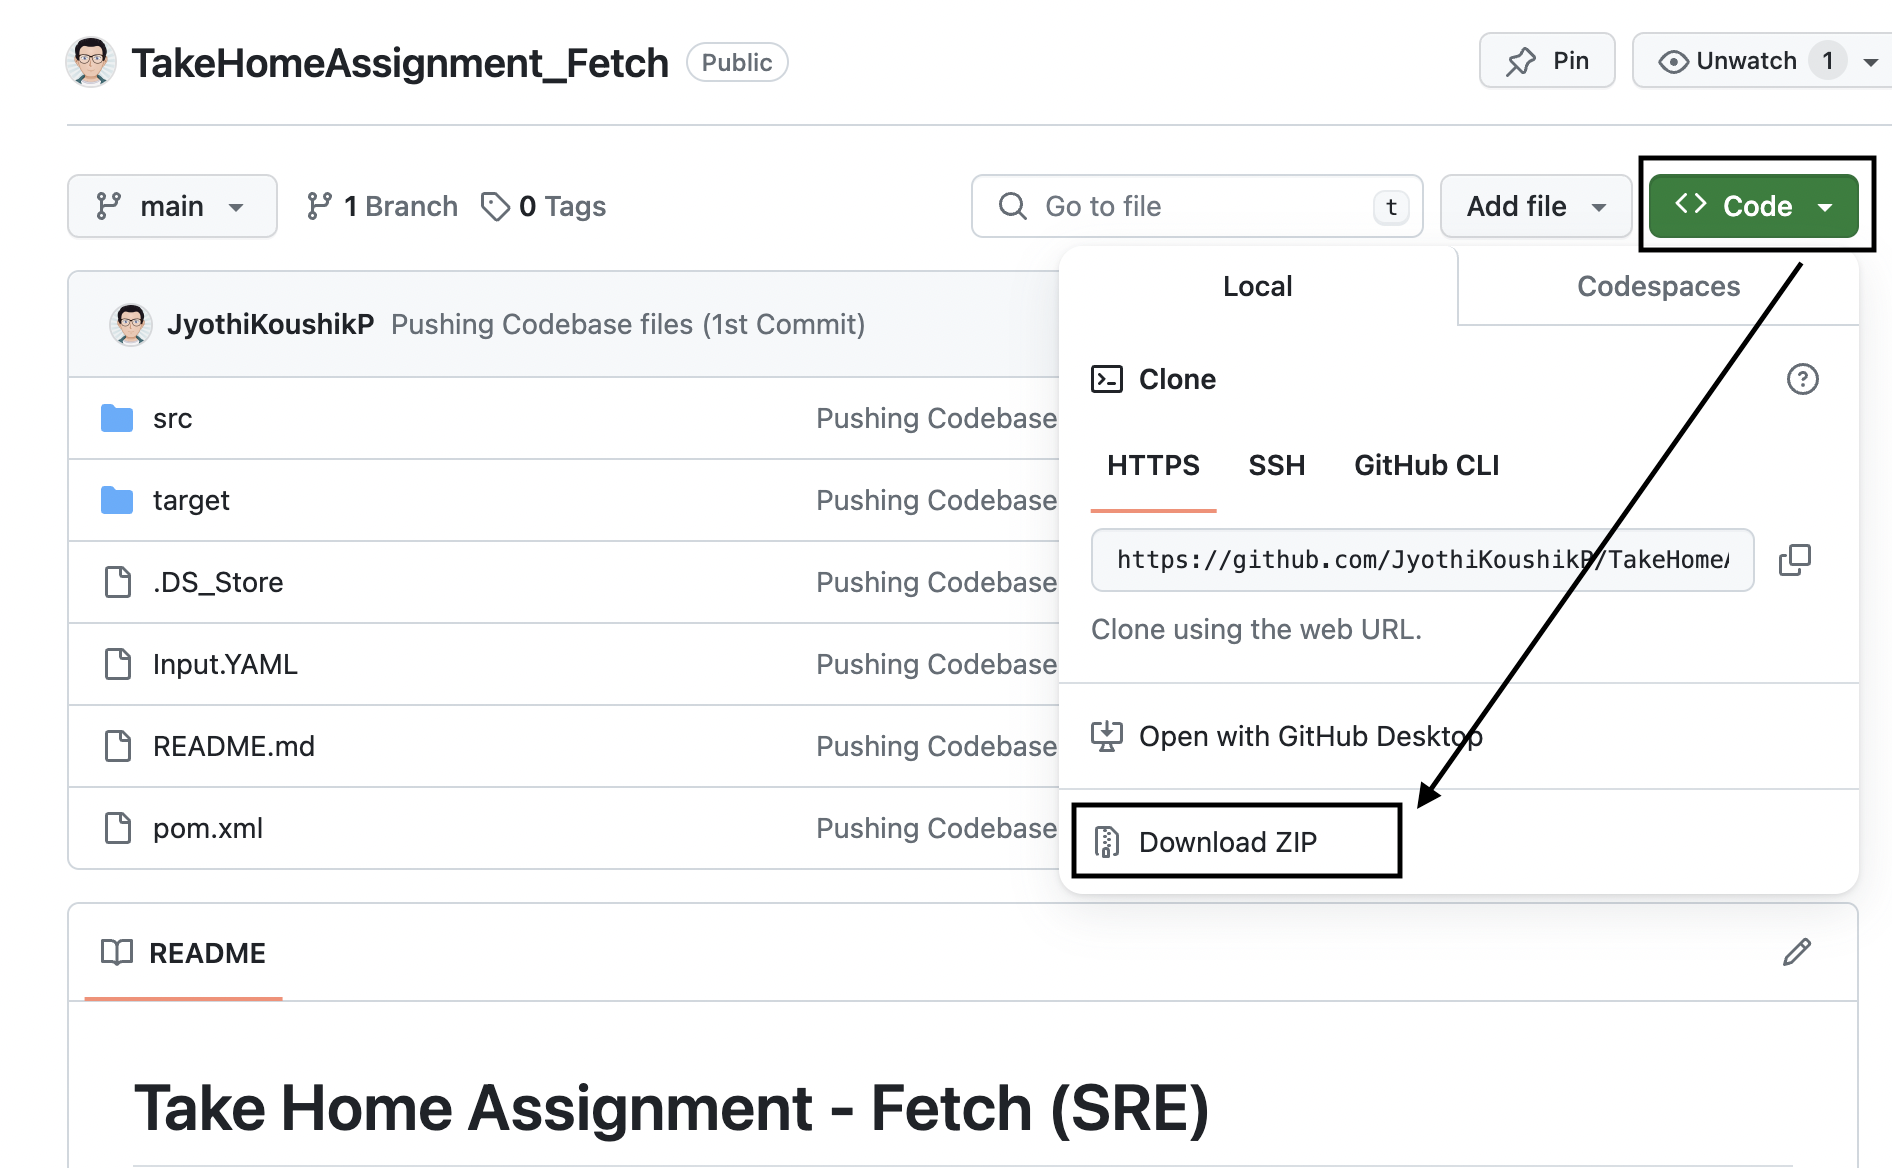 TakeHomeAssignment_Fetch Public Pin Unwatch 1
main 1 Branch 0 Tags Go to file t Add file Code
Local Codespaces
JyothiKoushikP Pushing Codebase files (1st Commit)
Clone
src Pushing Codebase
HTTPS SSH GitHub CLI
target Pushing Codebase
https://github.com/JyothiKoushikP/TakeHomeA
.DS_Store Pushing Codebase
Clone using the web URL.
Input.YAML Pushing Codebase
README.md Pushing Codebase
Open with GitHub Desktop
pom.xml Pushing Codebase
Download ZIP
README
Take Home Assignment - Fetch (SRE)